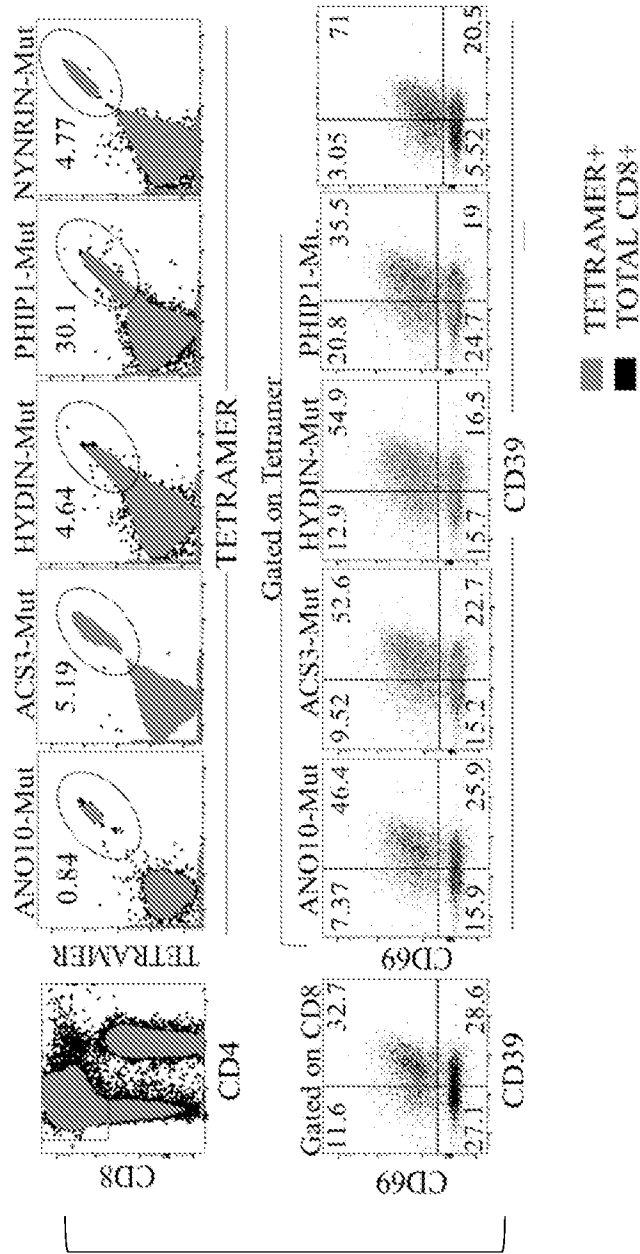 ANO10-Mut ACS3-Mut HYDIN-Mut PHIP1-Mut NYNRIN-Mut
0.84 5.19 4.64 30.1 4.77
CD8
TETRAMER
CD4
TETRAMER
Gated on Tetramer
Gated on CD8 ANO10-Mut ACS3-Mut HYDIN-Mut PHIP1-Mu
11.6 32.7 7.37 46.4 9.52 52.6 12.9 54.9 20.8 35.5 3.05 71
CD69
CD69
27.1 28.6 15.9 25.9 15.2 22.7 15.7 16.5 24.7 19 5.52 20.5
CD39
CD39
TETRAMER+
TOTAL CD8+